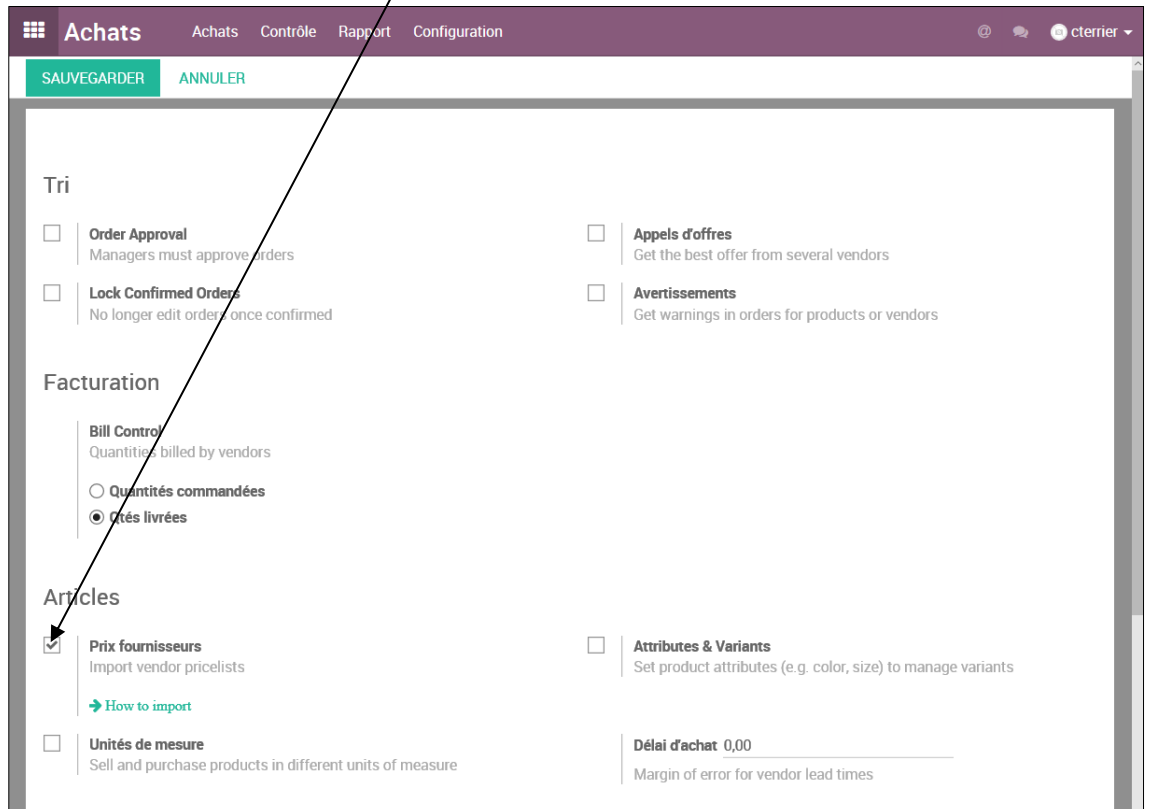 Achats Achats Contrôle Rapport Configuration @ cterrier
SAUVEGARDER ANNULER
Tri
Order Approval
Managers must approve orders
Appels d'offres
Get the best offer from several vendors
Lock Confirmed Orders
No longer edit orders once confirmed
Avertissements
Get warnings in orders for products or vendors
Facturation
Bill Control
Quantities billed by vendors
Quantités commandées
Qtés livrées
Articles
Prix fournisseurs
Import vendor pricelists
How to import
Attributes & Variants
Set product attributes (e.g. color, size) to manage variants
Unités de mesure
Sell and purchase products in different units of measure
Délai d'achat 0,00
Margin of error for vendor lead times